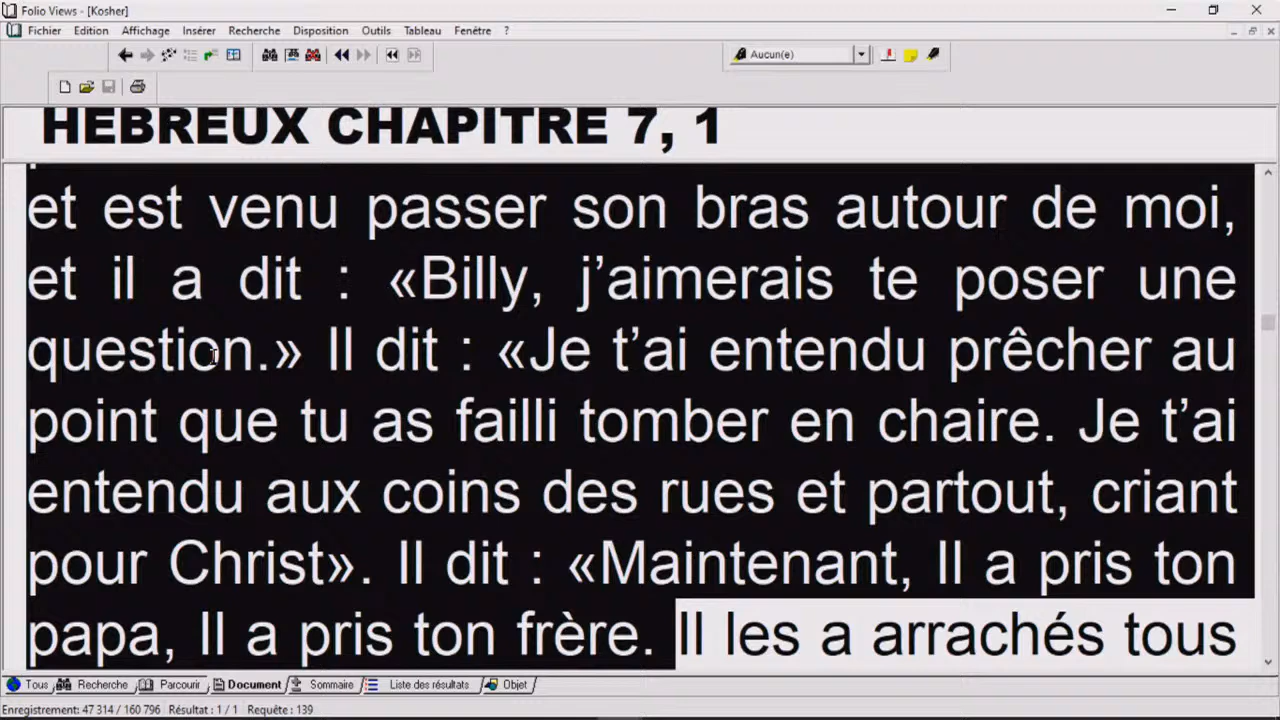 Folio Views - [Kosher]
Fichier Edition Affichage Insérer Recherche Disposition Outils Tableau Fenêtre ?
Aucun(e)
HEBREUX CHAPITRE 7, 1
et est venu passer son bras autour de moi,
et il a dit : «Billy, j’aimerais te poser une
question.» Il dit : «Je t’ai entendu prêcher au
point que tu as failli tomber en chaire. Je t’ai
entendu aux coins des rues et partout, criant
pour Christ». Il dit : «Maintenant, Il a pris ton
papa, Il a pris ton frère. Il les a arrachés tous
Tous Recherche Parcourir Document Sommaire Liste des résultats Objet
Enregistrement: 47 314 / 160 796 Résultat : 1 / 1 Requête : 139